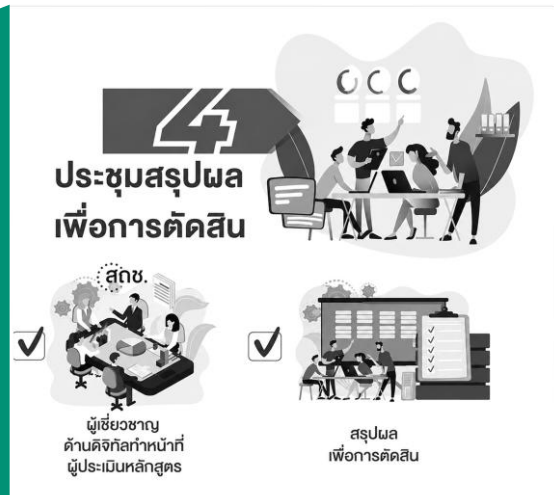 4
ประชุมสรุปผล
เพื่อการตัดสิน
สดช.
ผู้เชี่ยวชาญ
ด้านดิจิทัลทำหน้าที่
ผู้ประเมินหลักสูตร
สรุปผล
เพื่อการตัดสิน